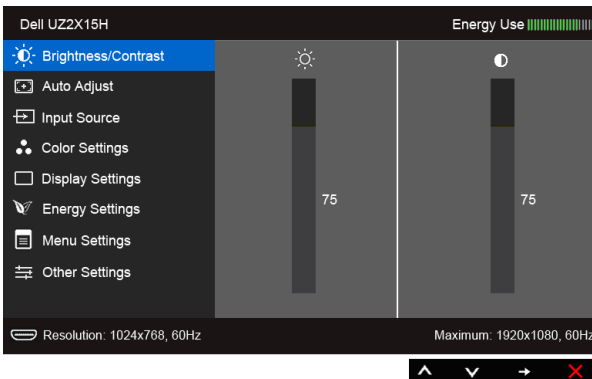 Dell UZ2X15H
Energy Use
Brightness/Contrast
Auto Adjust
Input Source
Color Settings
Display Settings
Energy Settings
Menu Settings
Other Settings
75
75
Resolution: 1024x768, 60Hz
Maximum: 1920x1080, 60Hz